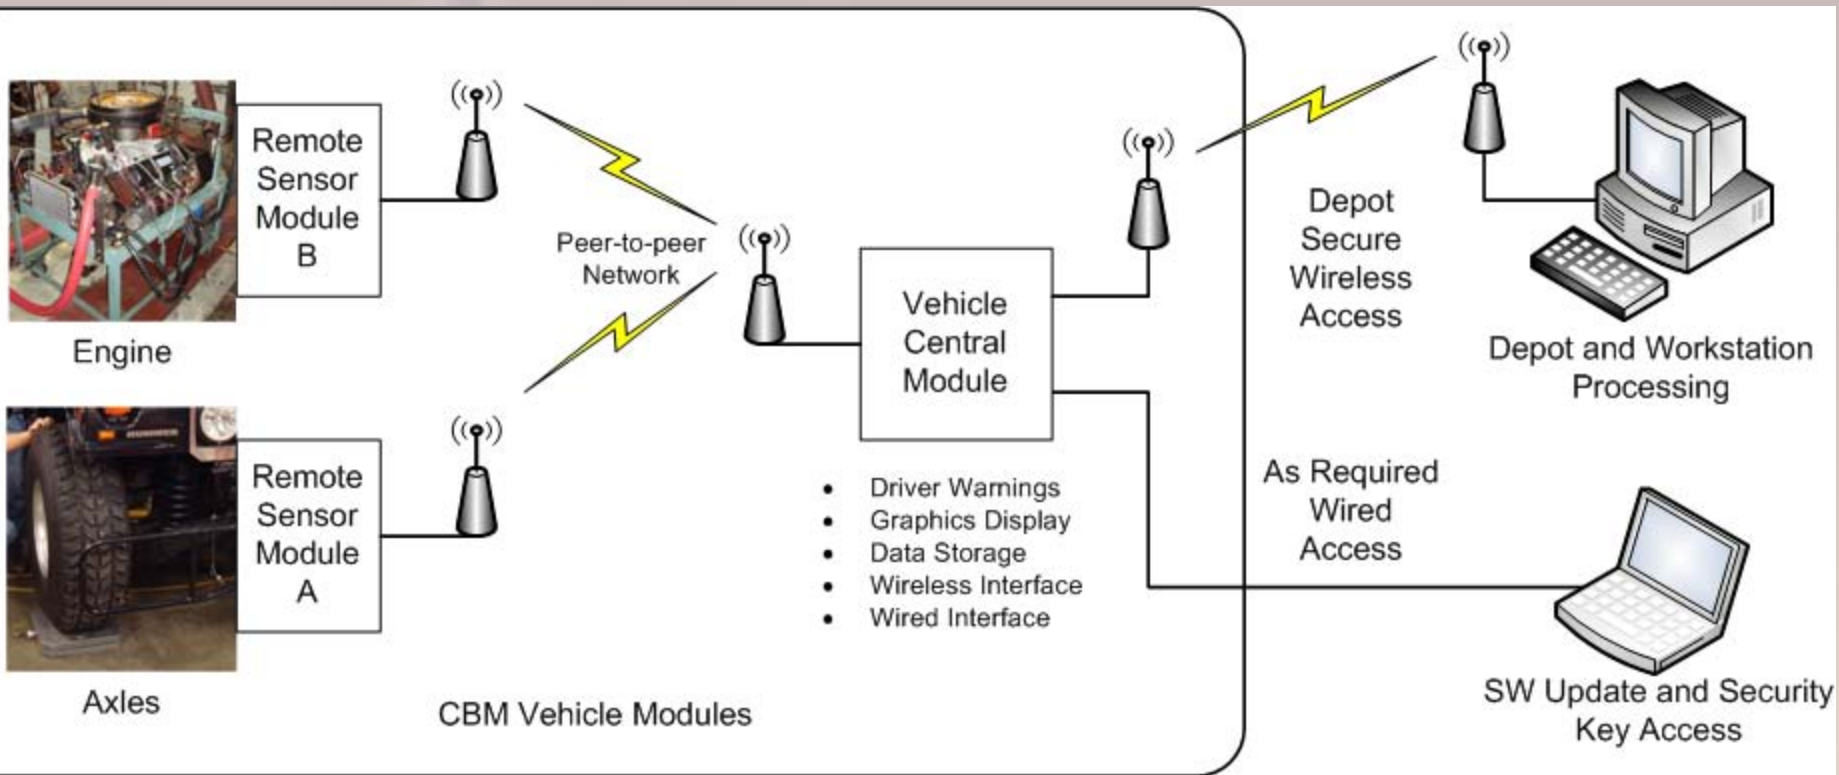 Remote
Sensor
Module
B
Engine
Remote
Sensor
Module
A
Axles
Peer-to-peer
Network
Vehicle
Central
Module
• Driver Warnings
• Graphics Display
• Data Storage
• Wireless Interface
• Wired Interface
CBM Vehicle Modules
Depot
Secure
Wireless
Access
Depot and Workstation
Processing
As Required
Wired
Access
SW Update and Security
Key Access